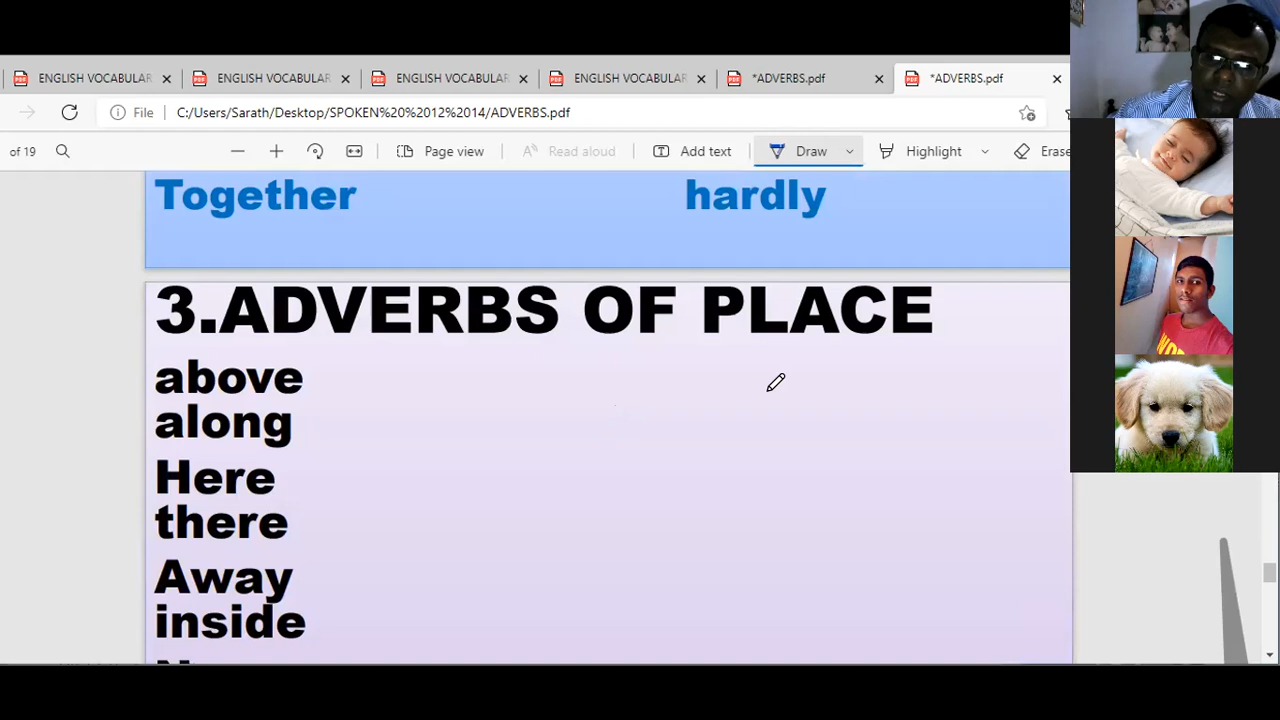 ENGLISH VOCABULAR
ENGLISH VOCABULAR
ENGLISH VOCABULAR
ENGLISH VOCABULAR
*ADVERBS.pdf
*ADVERBS.pdf
File C:/Users/Sarath/Desktop/SPOKEN%20%2012%2014/ADVERBS.pdf
of 19 Page view Read aloud Add text Draw Highlight Erase
Together hardly
3.ADVERBS OF PLACE
above
along
Here
there
Away
inside